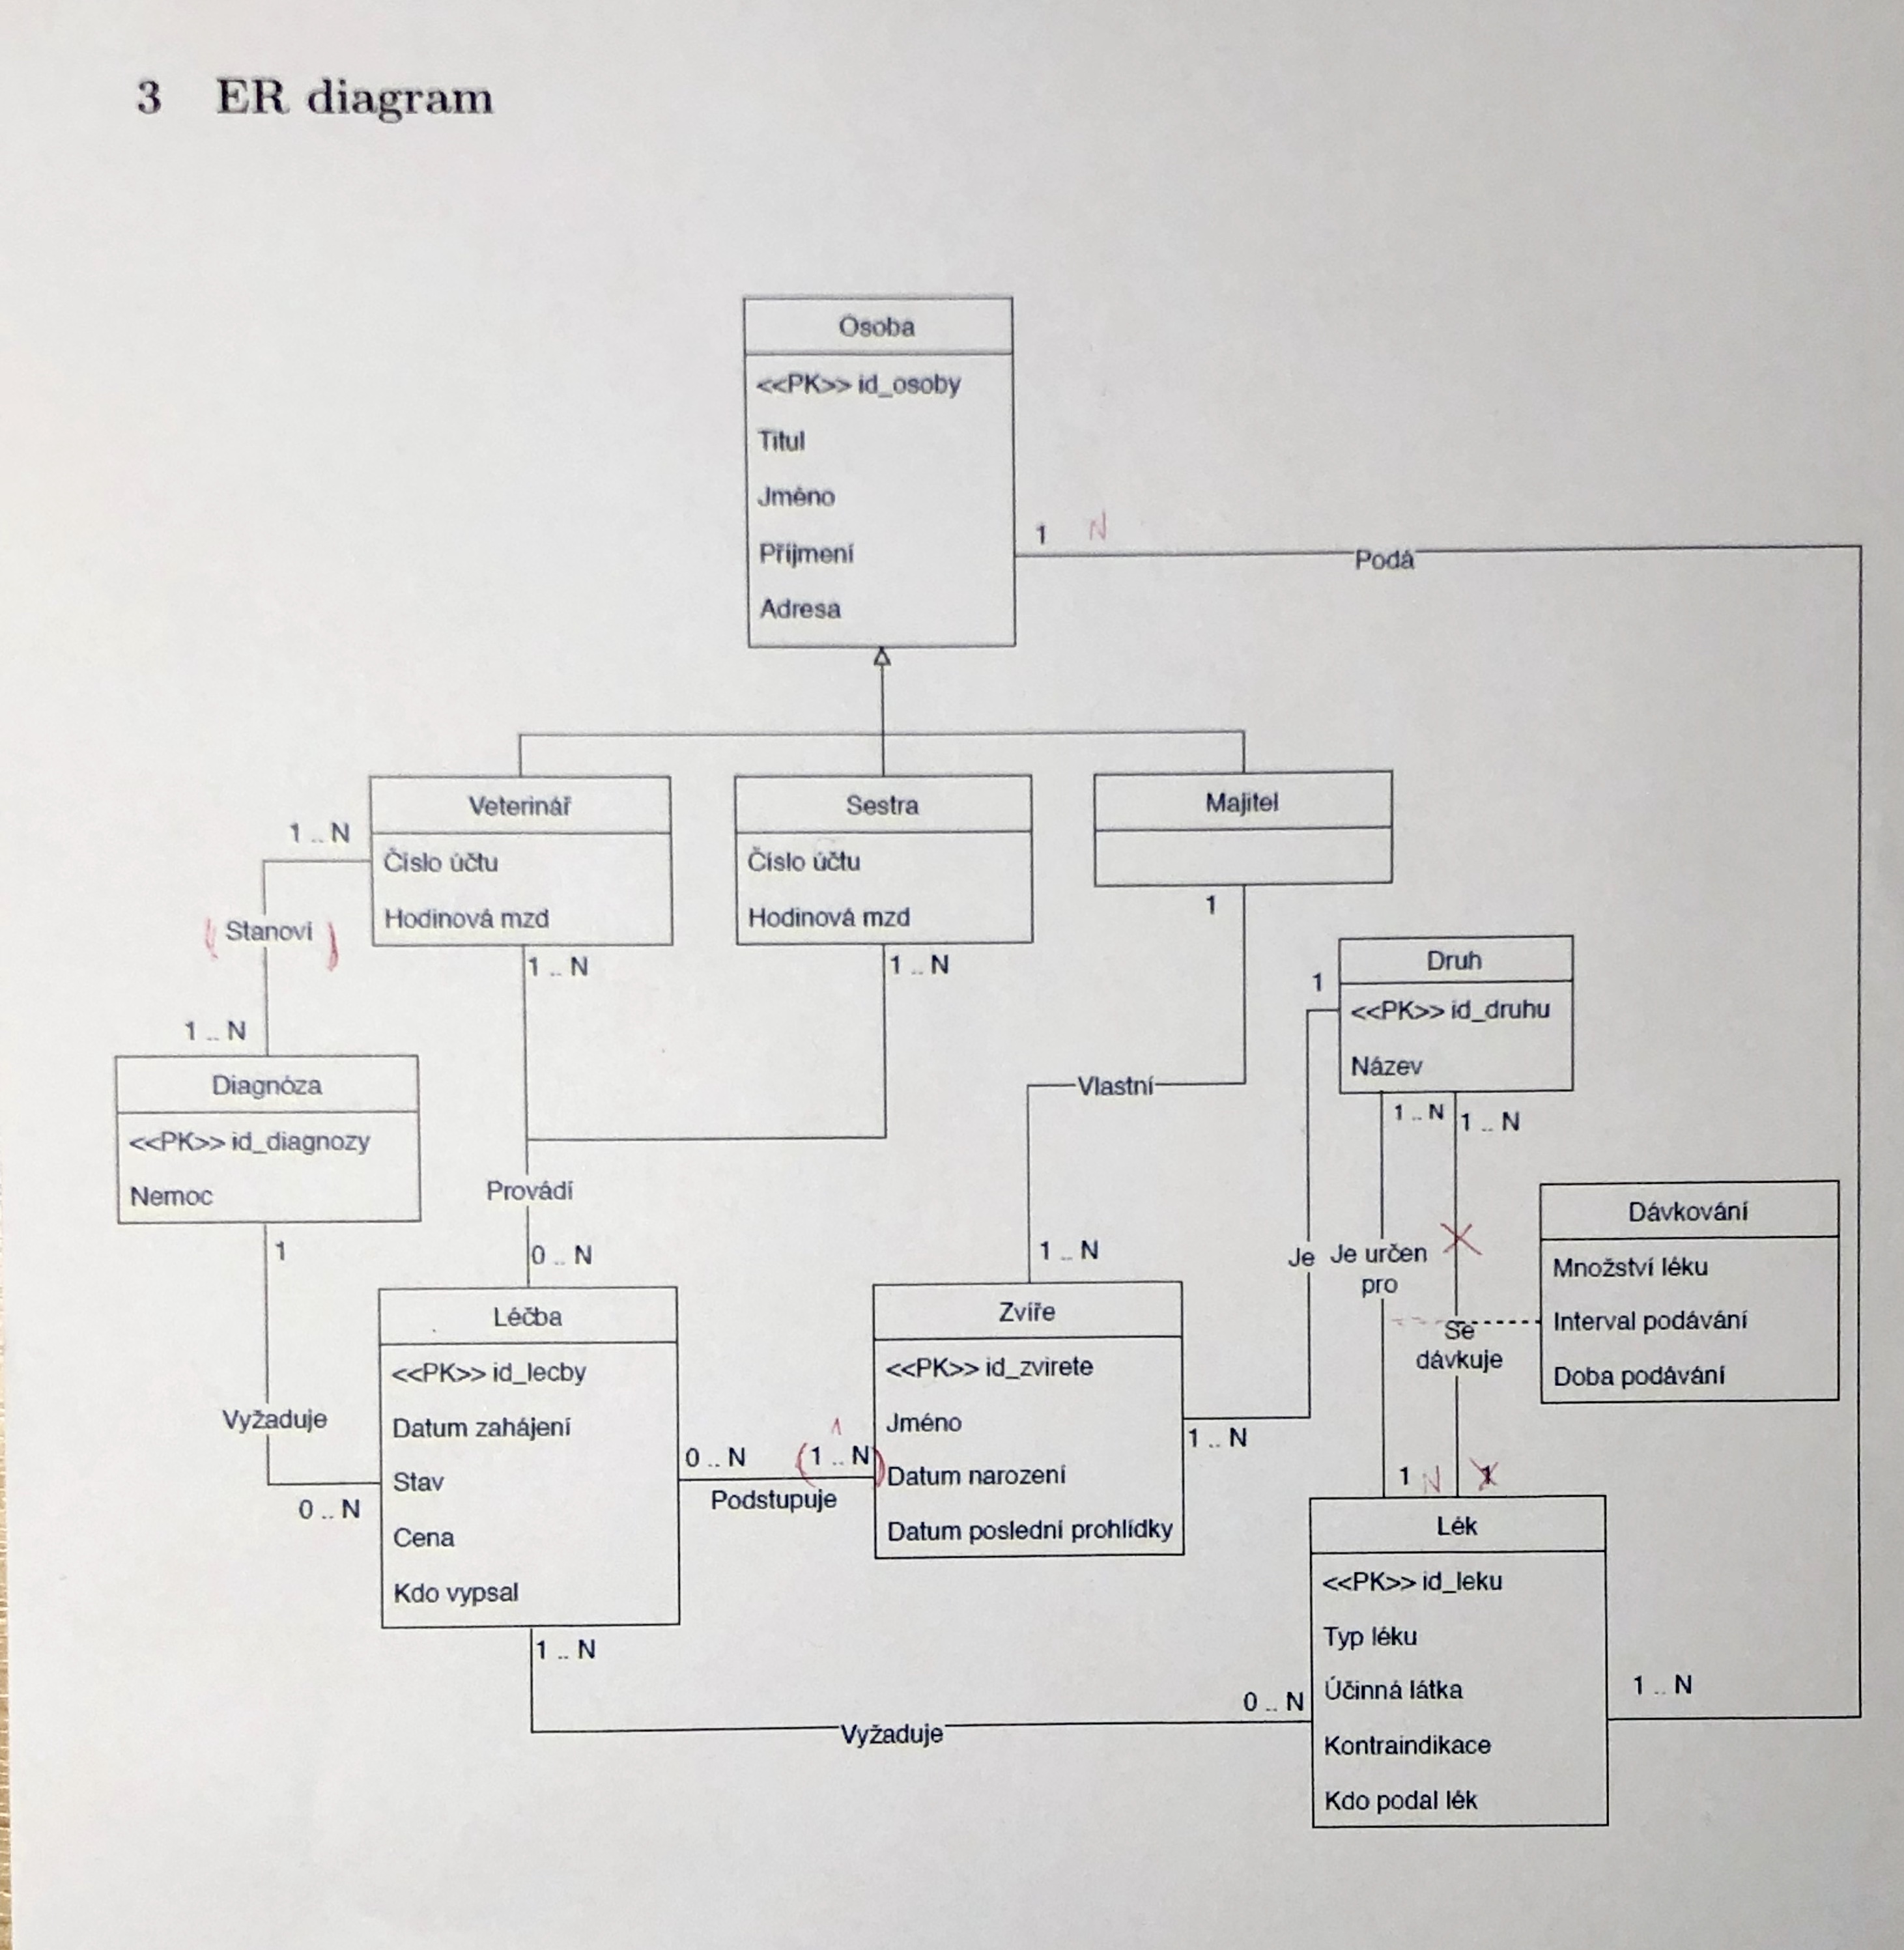 3 ER diagram
Osoba
<<PK>> id_osoby
Titul
Jméno
Příjmení
Adresa
1 N
Podá
Veterinář
Číslo účtu
Hodinová mzd
Sestra
Číslo účtu
Hodinová mzd
Majitel
1 .. N
( Stanoví )
1 .. N
1 .. N
1 .. N
1
Diagnóza
<<PK>> id_diagnozy
Nemoc
Druh
<<PK>> id_druhu
Název
1
Vlastní
1 .. N
1 .. N
Provádí
0 .. N
1 .. N
1
Je
Je určen
pro
Se
dávkuje
Dávkování
Množství léku
Interval podávání
Doba podávání
Léčba
<<PK>> id_lecby
Datum zahájení
Stav
Cena
Kdo vypsal
Vyžaduje
0 .. N
0 .. N
1
(1 .. N)
Podstupuje
Zvíře
<<PK>> id_zvirete
Jméno
Datum narození
Datum poslední prohlídky
1 .. N
1 N
1
Lék
<<PK>> id_leku
Typ léku
Účinná látka
Kontraindikace
Kdo podal lék
1 .. N
1 .. N
Vyžaduje
0 .. N